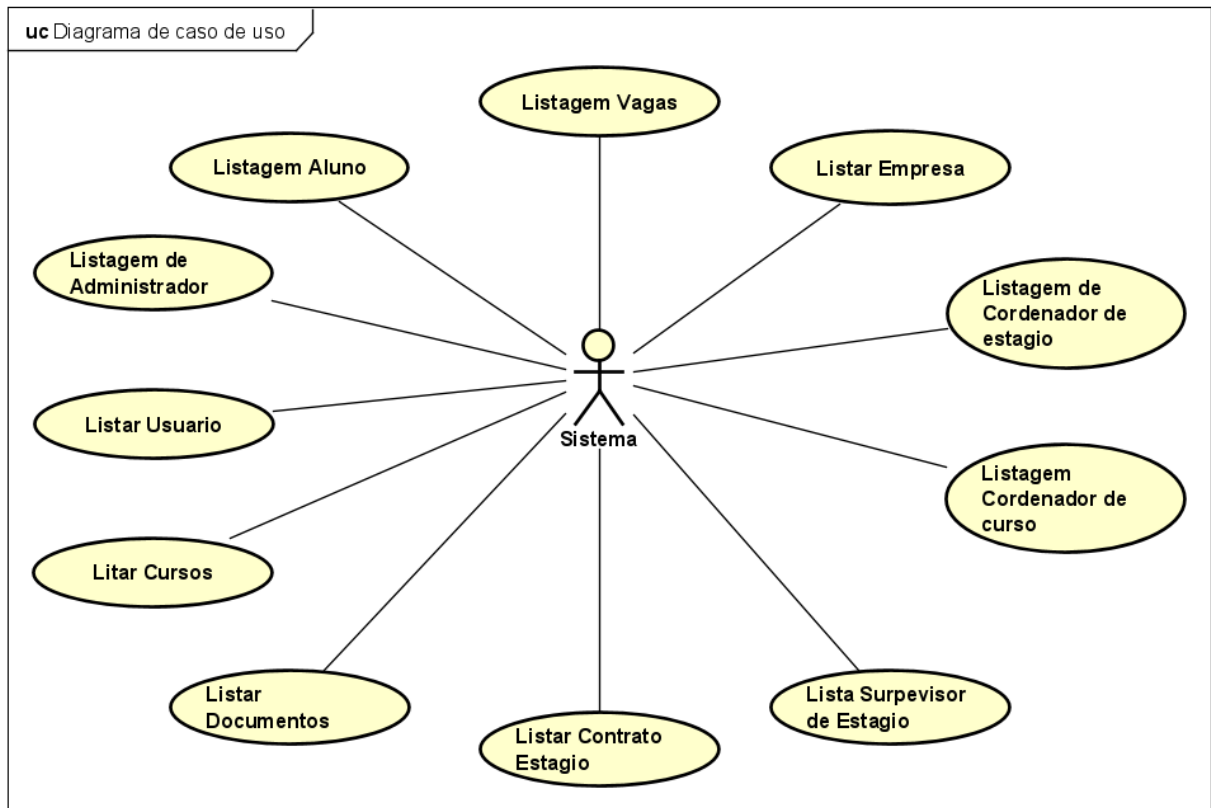 uc Diagrama de caso de uso
Listagem Vagas
Listagem Aluno
Listar Empresa
Listagem de
Administrador
Listagem de
Cordenador de
estagio
Listar Usuario
Sistema
Listagem
Cordenador de
curso
Litar Cursos
Listar
Documentos
Listar Contrato
Estagio
Lista Surpevisor
de Estagio